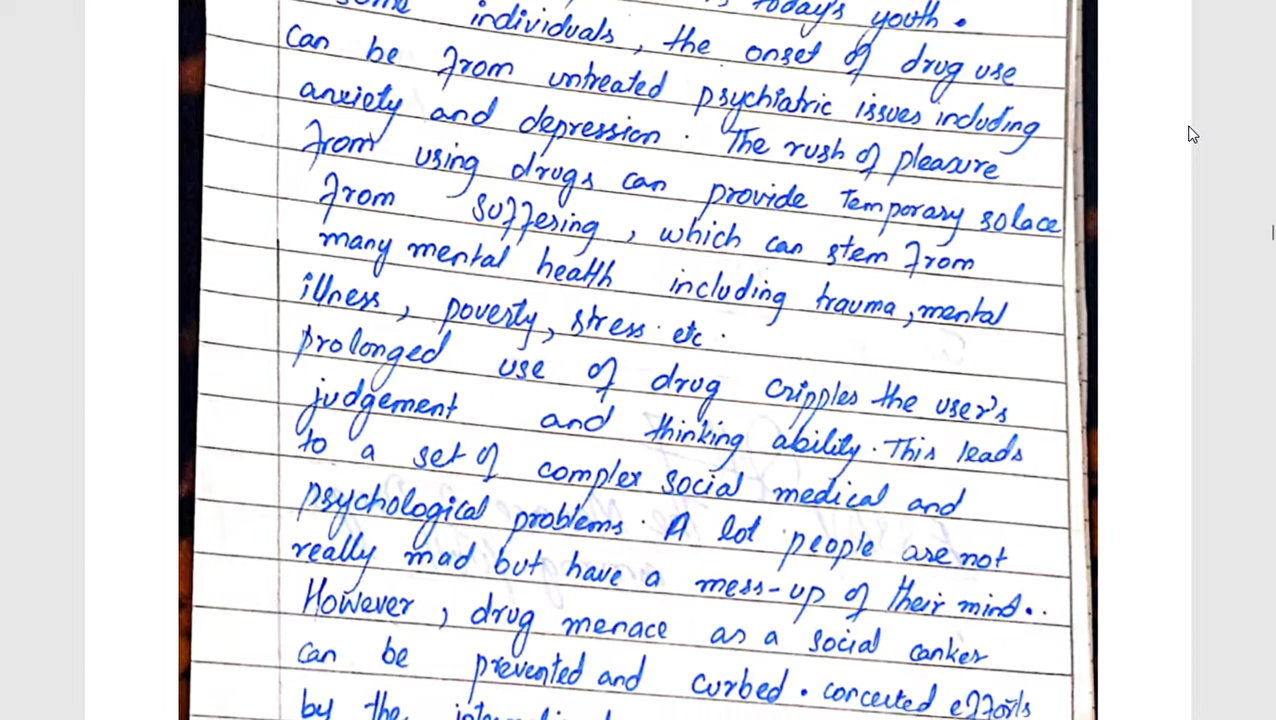 some individuals, the onset of drug use
today's youth.
can be from untreated psychiatric issues including
anxiety and depression. The rush of pleasure
from using drugs can provide temporary solace
from suffering, which can stem from
many mental health including trauma, mental
illness, poverty, stress. etc.
prolonged use of drug cripples the user's
judgement and thinking ability. This leads
to a set of complex social medical and
psychological problems. A lot people are not
really mad but have a mess-up of their mind..
However, drug menace as a social canker
can be prevented and curbed. concerted efforts
by the